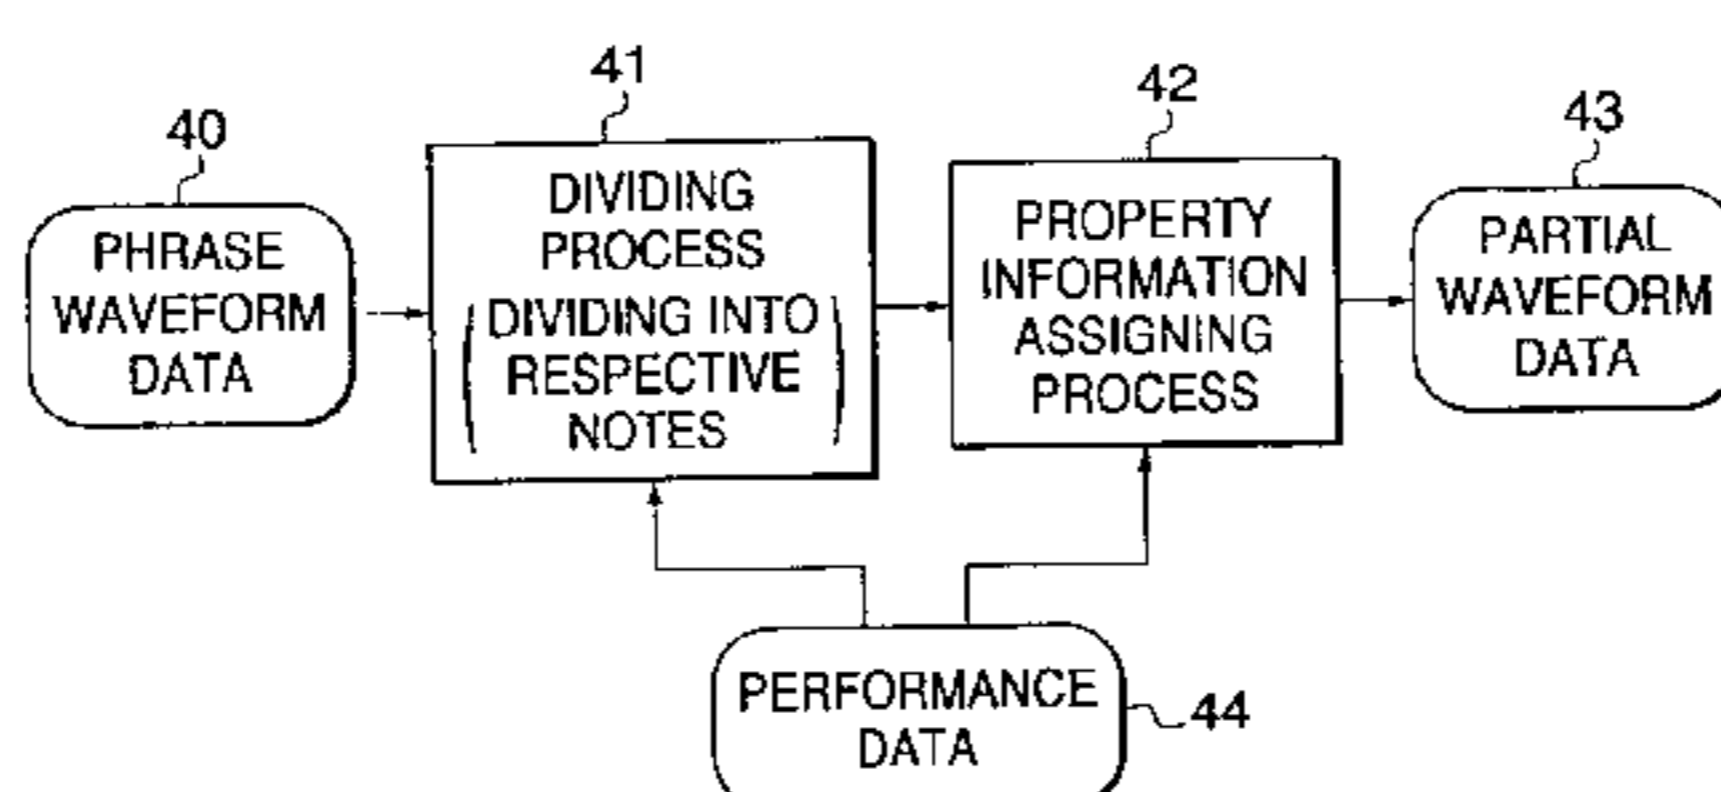 40
PHRASE
WAVEFORM
DATA
41
DIVIDING
PROCESS
( DIVIDING INTO
RESPECTIVE
NOTES )
42
PROPERTY
INFORMATION
ASSIGNING
PROCESS
43
PARTIAL
WAVEFORM
DATA
PERFORMANCE
DATA
44